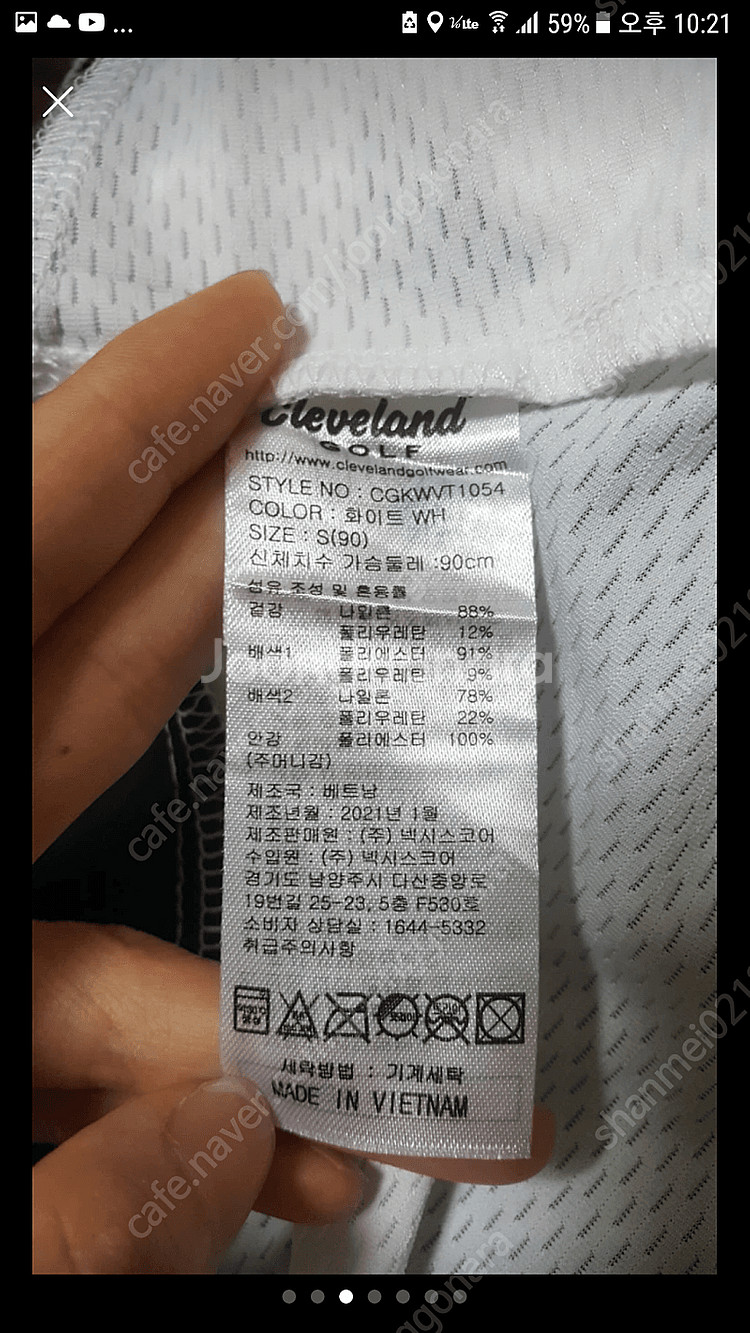 ... 59% 오후 10:21
Cleveland
GOLF
http://www.clevelandgolfwear.com
STYLE NO : CGKWVT1054
COLOR : 화이트 WH
SIZE : S(90)
신체치수 가슴둘레 :90cm
섬유 조성 및 혼용률
겉감 나일론 88%
폴리우레탄 12%
배색1 폴리에스터 91%
폴리우레탄 9%
배색2 나일론 78%
폴리우레탄 22%
안감 폴리에스터 100%
(주머니감)
제조국 : 베트남
제조년월 : 2021년 1월
제조판매원 : (주) 넥시스코어
수입원 : (주) 넥시스코어
경기도 남양주시 다산중앙로
19번길 25-23, 5층 F530호
소비자 상담실 : 1644-5332
취급주의사항
세탁방법 : 기계세탁
MADE IN VIETNAM
cafe.naver.com/joonggonara
shanmei021
cafe.naver
shanmei021
cafe.naver
shanmei021